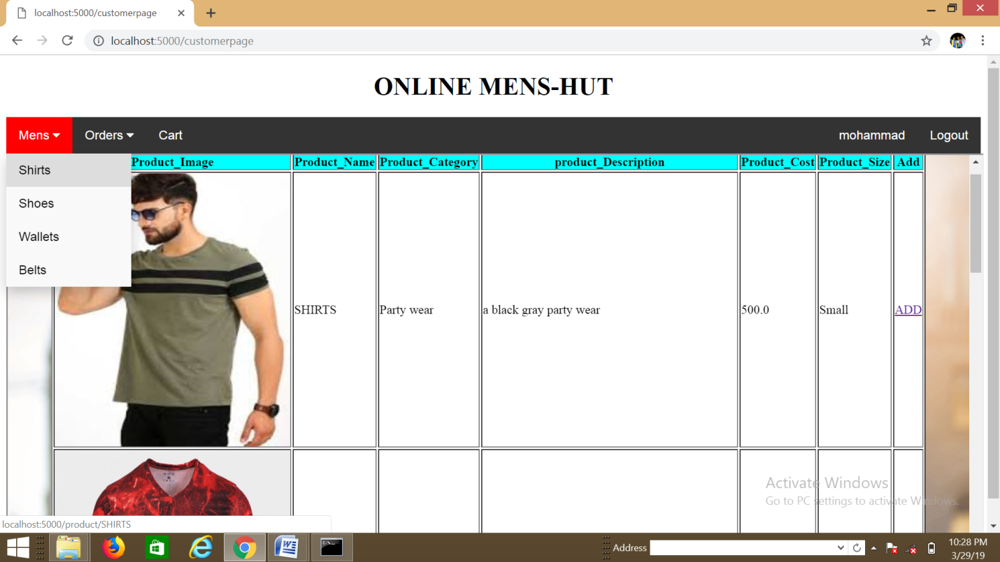 localhost:5000/customerpage
localhost:5000/customerpage
ONLINE MENS-HUT
Mens Orders Cart mohammad Logout
Product_Image Product_Name Product_Category product_Description Product_Cost Product_Size Add
Shirts
Shoes
Wallets
Belts
SHIRTS Party wear a black gray party wear 500.0 Small ADD
Activate Windows
Go to PC settings to activate Windows.
localhost:5000/product/SHIRTS
Address
10:28 PM
3/29/19